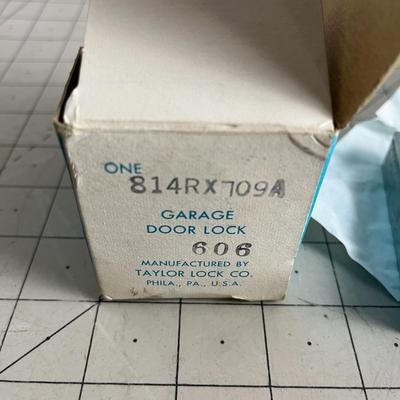 ONE
814RX709A
GARAGE
DOOR LOCK
606
MANUFACTURED BY
TAYLOR LOCK CO.
PHILA., PA., U.S.A.